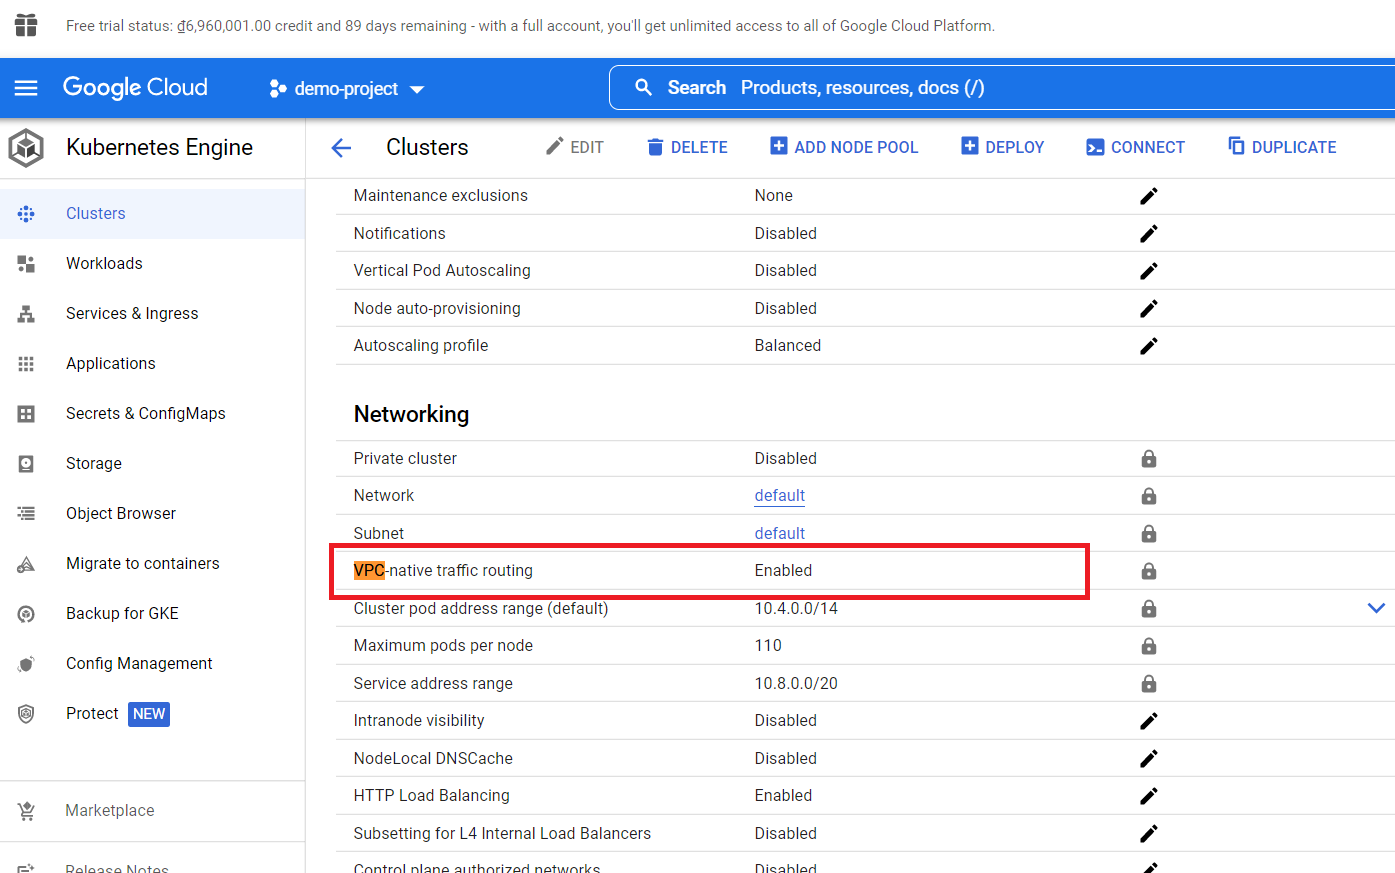 Free trial status: ₫6,960,001.00 credit and 89 days remaining - with a full account, you'll get unlimited access to all of Google Cloud Platform.
Google Cloud demo-project Search Products, resources, docs (/)
Kubernetes Engine
Clusters EDIT DELETE ADD NODE POOL DEPLOY CONNECT DUPLICATE
Clusters
Workloads
Services & Ingress
Applications
Secrets & ConfigMaps
Storage
Object Browser
Migrate to containers
Backup for GKE
Config Management
Protect NEW
Marketplace
Release Notes
Maintenance exclusions None
Notifications Disabled
Vertical Pod Autoscaling Disabled
Node auto-provisioning Disabled
Autoscaling profile Balanced
Networking
Private cluster Disabled
Network default
Subnet default
VPC-native traffic routing Enabled
Cluster pod address range (default) 10.4.0.0/14
Maximum pods per node 110
Service address range 10.8.0.0/20
Intranode visibility Disabled
NodeLocal DNSCache Disabled
HTTP Load Balancing Enabled
Subsetting for L4 Internal Load Balancers Disabled
Control plane authorized networks Disabled